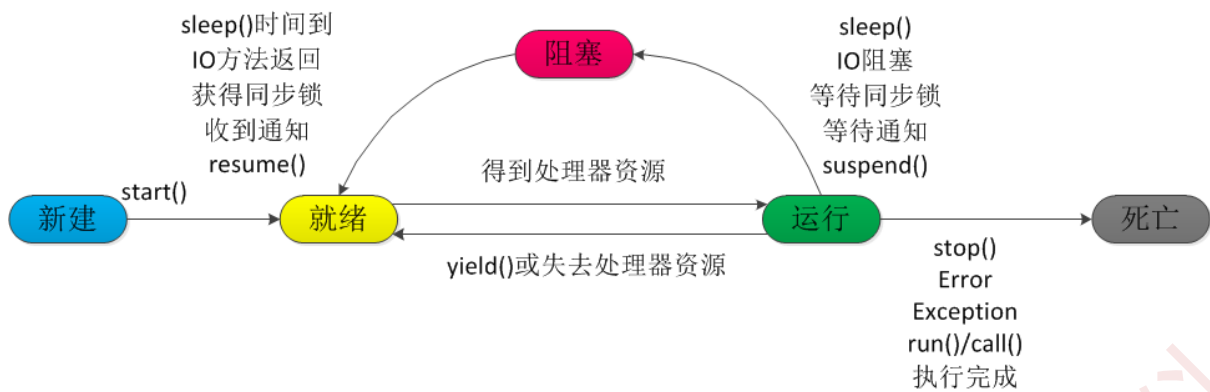 sleep()时间到
IO方法返回
获得同步锁
收到通知
resume()
阻塞
sleep()
IO阻塞
等待同步锁
等待通知
suspend()
新建
start()
就绪
得到处理器资源
yield()或失去处理器资源
运行
死亡
stop()
Error
Exception
run()/call()
执行完成